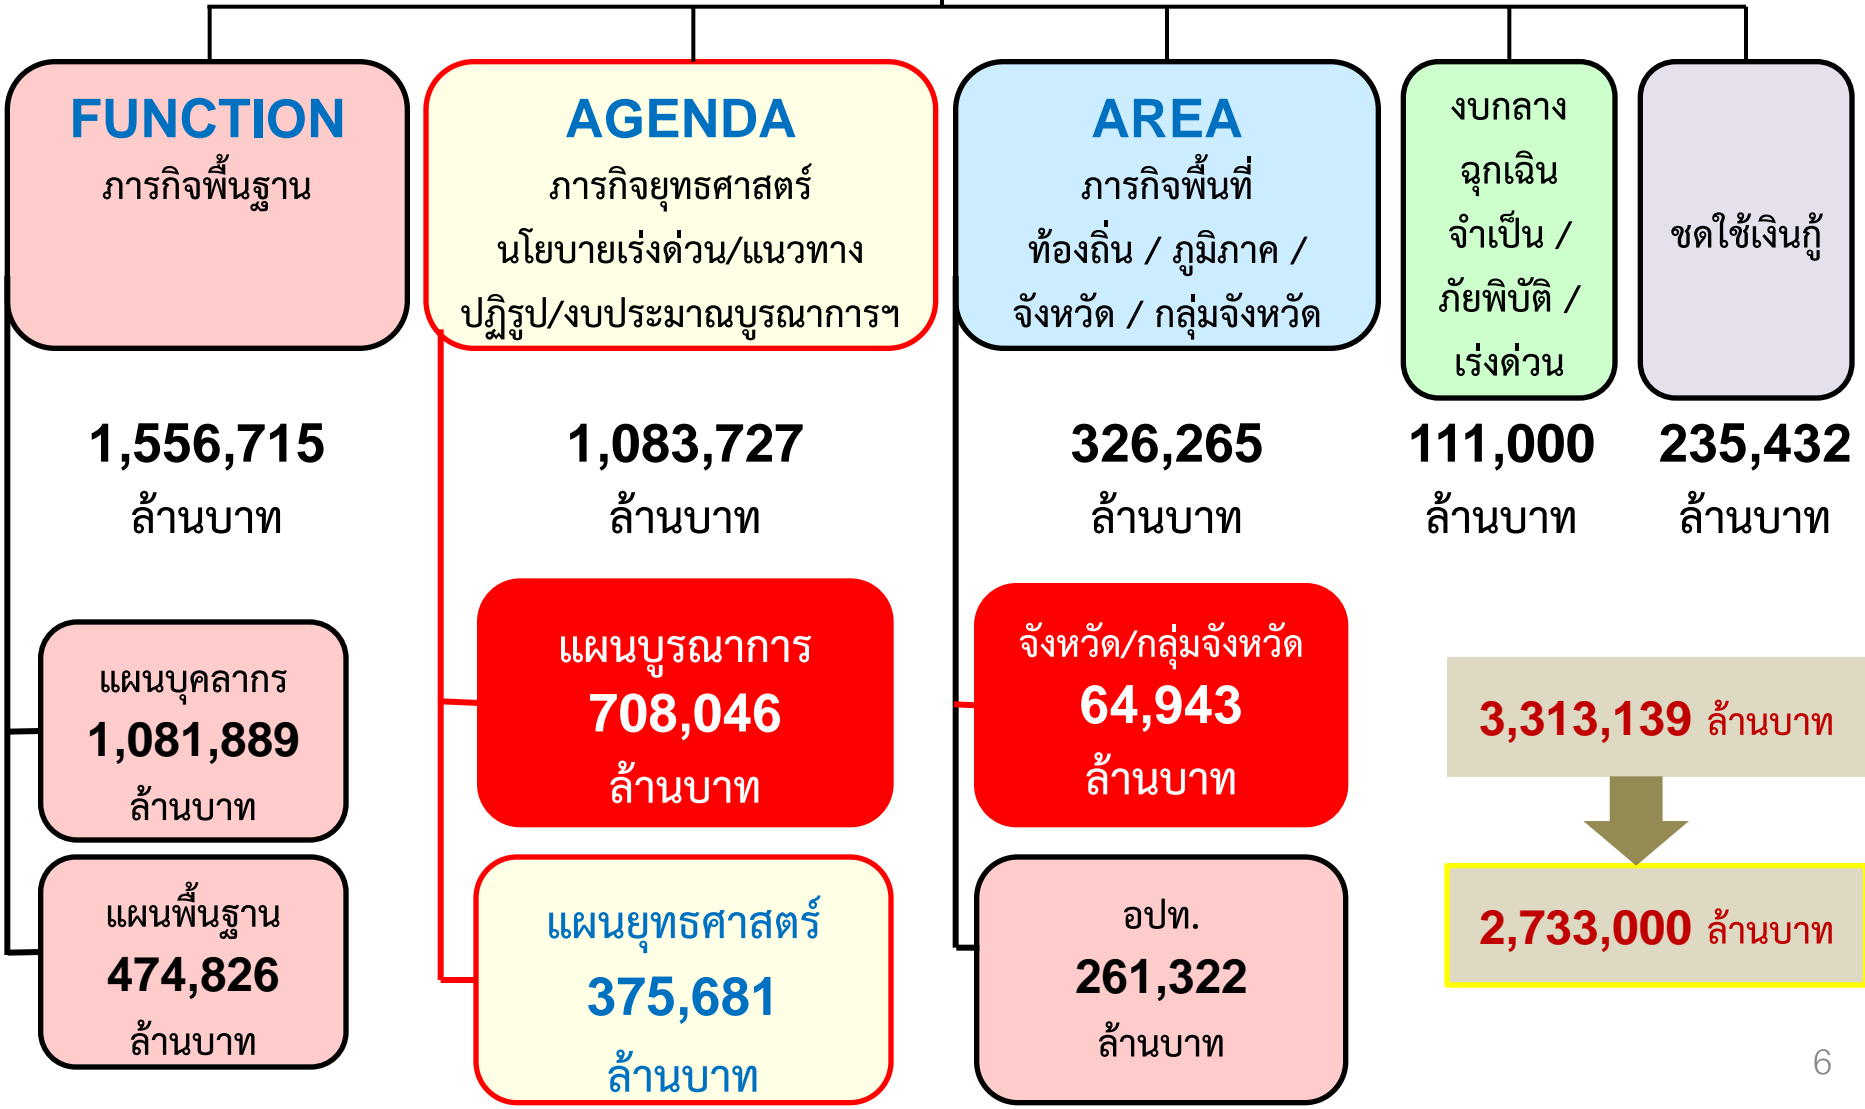 FUNCTION
ภารกิจพื้นฐาน
1,556,715
ล้านบาท
แผนบุคลากร
1,081,889
ล้านบาท
แผนพื้นฐาน
474,826
ล้านบาท
AGENDA
ภารกิจยุทธศาสตร์
นโยบายเร่งด่วน/แนวทาง
ปฏิรูป/งบประมาณบูรณาการฯ
1,083,727
ล้านบาท
แผนบูรณาการ
708,046
ล้านบาท
แผนยุทธศาสตร์
375,681
ล้านบาท
AREA
ภารกิจพื้นที่
ท้องถิ่น / ภูมิภาค /
จังหวัด / กลุ่มจังหวัด
326,265
ล้านบาท
จังหวัด/กลุ่มจังหวัด
64,943
ล้านบาท
อปท.
261,322
ล้านบาท
งบกลาง
ฉุกเฉิน
จำเป็น /
ภัยพิบัติ /
เร่งด่วน
111,000
ล้านบาท
ชดใช้เงินกู้
235,432
ล้านบาท
3,313,139 ล้านบาท
2,733,000 ล้านบาท
6